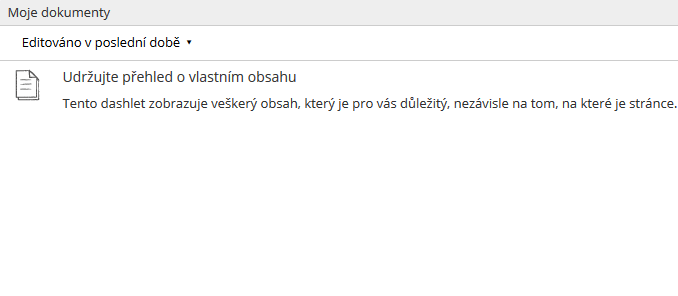 Moje dokumenty
Editováno v poslední době
Udržujte přehled o vlastním obsahu
Tento dashlet zobrazuje veškerý obsah, který je pro vás důležitý, nezávisle na tom, na které je stránce.